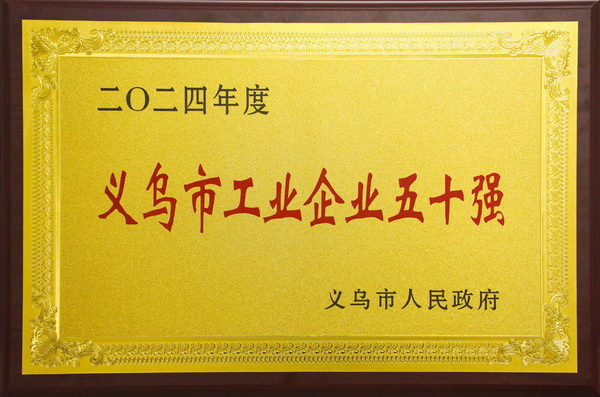 二〇二四年度
义乌市工业企业五十强
义乌市人民政府